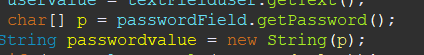 uservalue = textFielduser.getText();
char[] p = passwordField.getPassword();
String passwordvalue = new String(p);